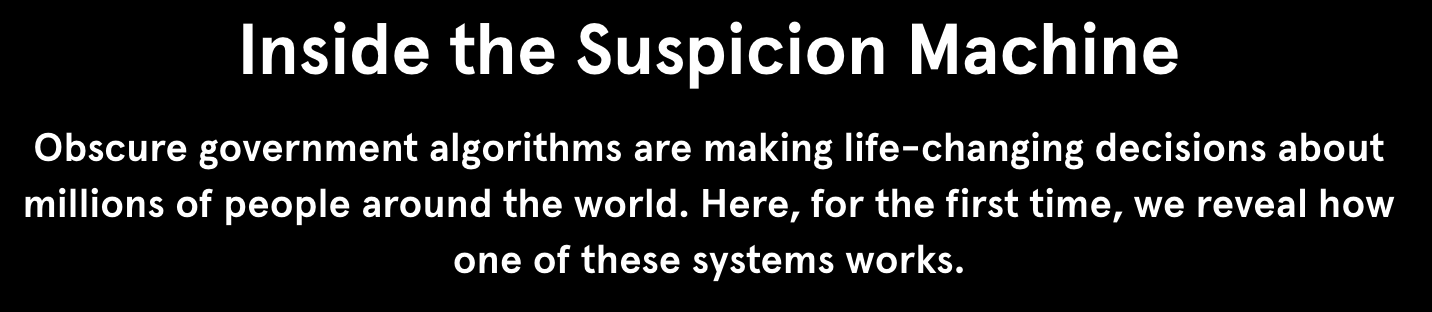 Inside the Suspicion Machine
Obscure government algorithms are making life-changing decisions about
millions of people around the world. Here, for the first time, we reveal how
one of these systems works.